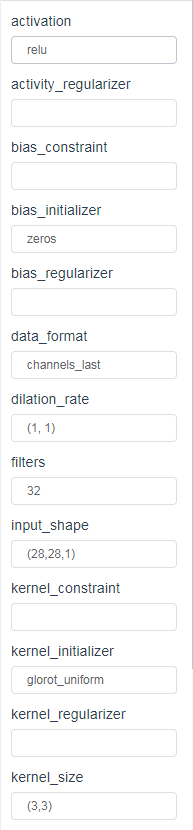 activation
relu
activity_regularizer
bias_constraint
bias_initializer
zeros
bias_regularizer
data_format
channels_last
dilation_rate
(1, 1)
filters
32
input_shape
(28,28,1)
kernel_constraint
kernel_initializer
glorot_uniform
kernel_regularizer
kernel_size
(3,3)